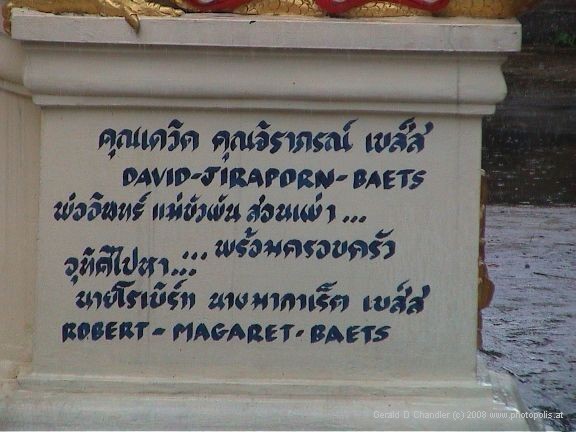 คุณเดวิด คุณจิราภรณ์ เบล์ส
DAVID-JIRAPORN-BAETS
พ่ออินทร์ แม่บัวผัน ส่วนเผ่า ...
... พร้อมครอบครัว
อุทิศไปหา ...
นายโรเบิร์ท นางมากาเร็ต เบล์ส
ROBERT-MAGARET-BAETS
Gerald D Chandler (c) 2008 www.photopolis.at